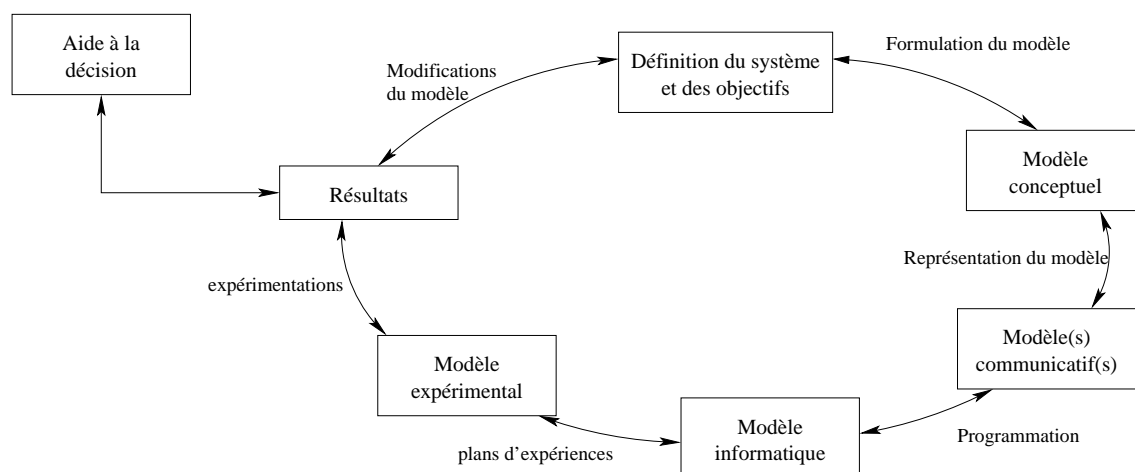 Aide à la
décision
Modifications
du modèle
Définition du système
et des objectifs
Formulation du modèle
Modèle
conceptuel
Résultats
Représentation du modèle
expérimentations
Modèle(s)
communicatif(s)
Modèle
expérimental
Modèle
informatique
Programmation
plans d'expériences